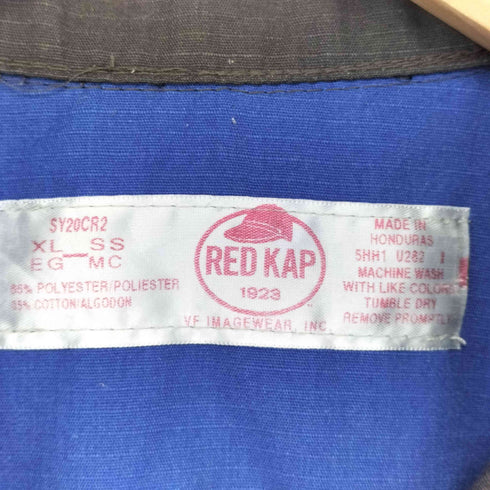 SY20CR2
XL SS
EG MC
65% POLYESTER/POLIESTER
35% COTTON/ALGODON
RED KAP
1923
VF IMAGEWEAR, INC.
MADE IN
HONDURAS
5HH1 U282
MACHINE WASH
WITH LIKE COLORS
TUMBLE DRY
REMOVE PROMPTLY